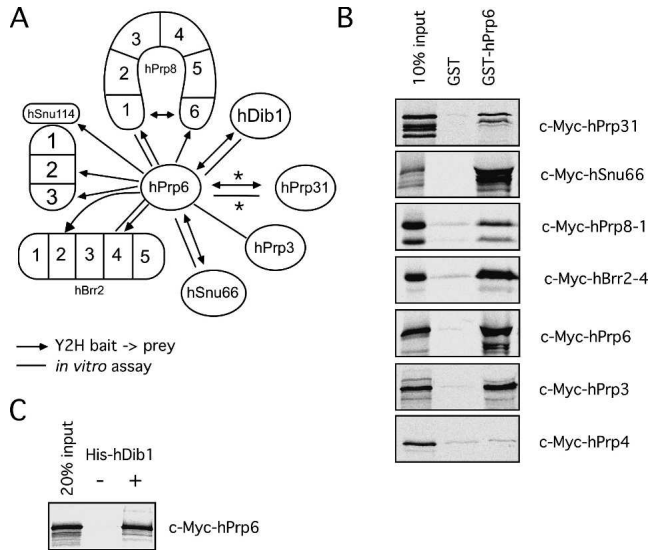 A
3
4
hPrp8
2
5
1
6
hSnu114
hDib1
1
2
3
hPrp6
*
hPrp31
*
hPrp3
1 2 3 4 5
hBrr2
hSnu66
Y2H bait -> prey
in vitro assay
B
10% input
GST
GST-hPrp6
c-Myc-hPrp31
c-Myc-hSnu66
c-Myc-hPrp8-1
c-Myc-hBrr2-4
c-Myc-hPrp6
c-Myc-hPrp3
c-Myc-hPrp4
C
20% input
His-hDib1
- +
c-Myc-hPrp6